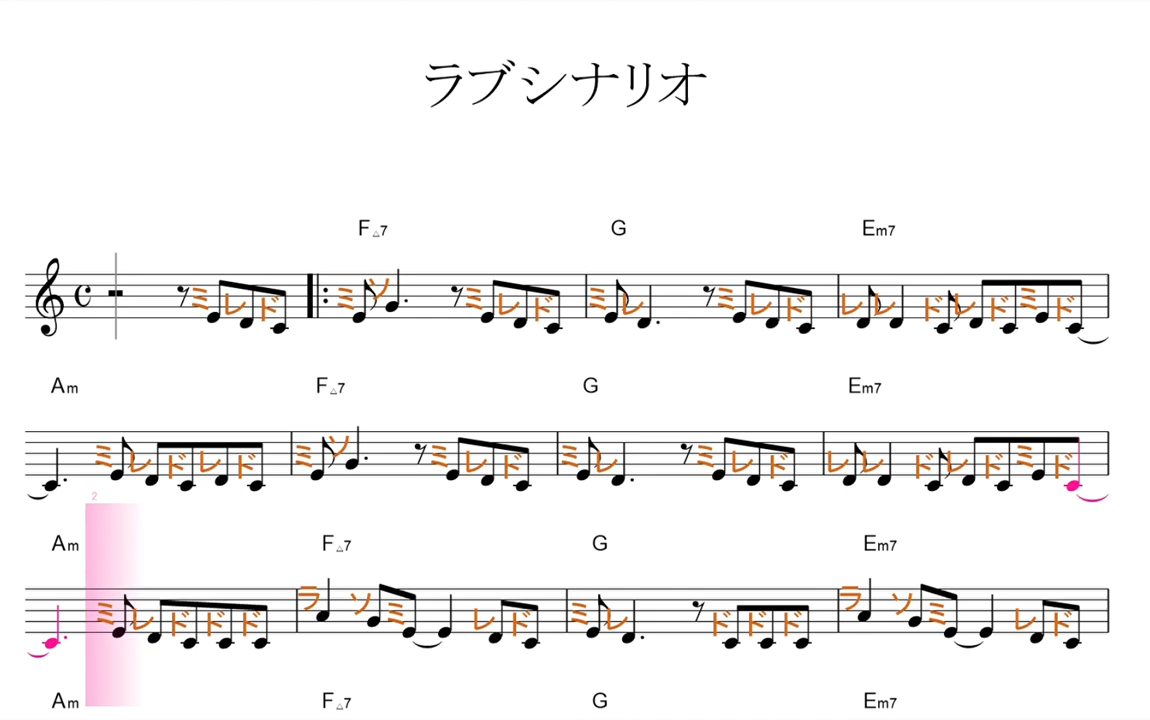 ラブシナリオ
F△7 G Em7
ミ レ ド ミ ソ ミ レ ド ミ レ ミ レ ド レ レ ド レ ド ミ ド
Am F△7 G Em7
ミ レ ド レ ド ミ ソ ミ レ ド ミ レ ミ レ ド レ レ ド レ ド ミ ド
2
Am F△7 G Em7
ミ レ ド ド ド ラ ソ ミ レ ド ミ レ ド ド ド ラ ソ ミ レ ド
Am F△7 G Em7